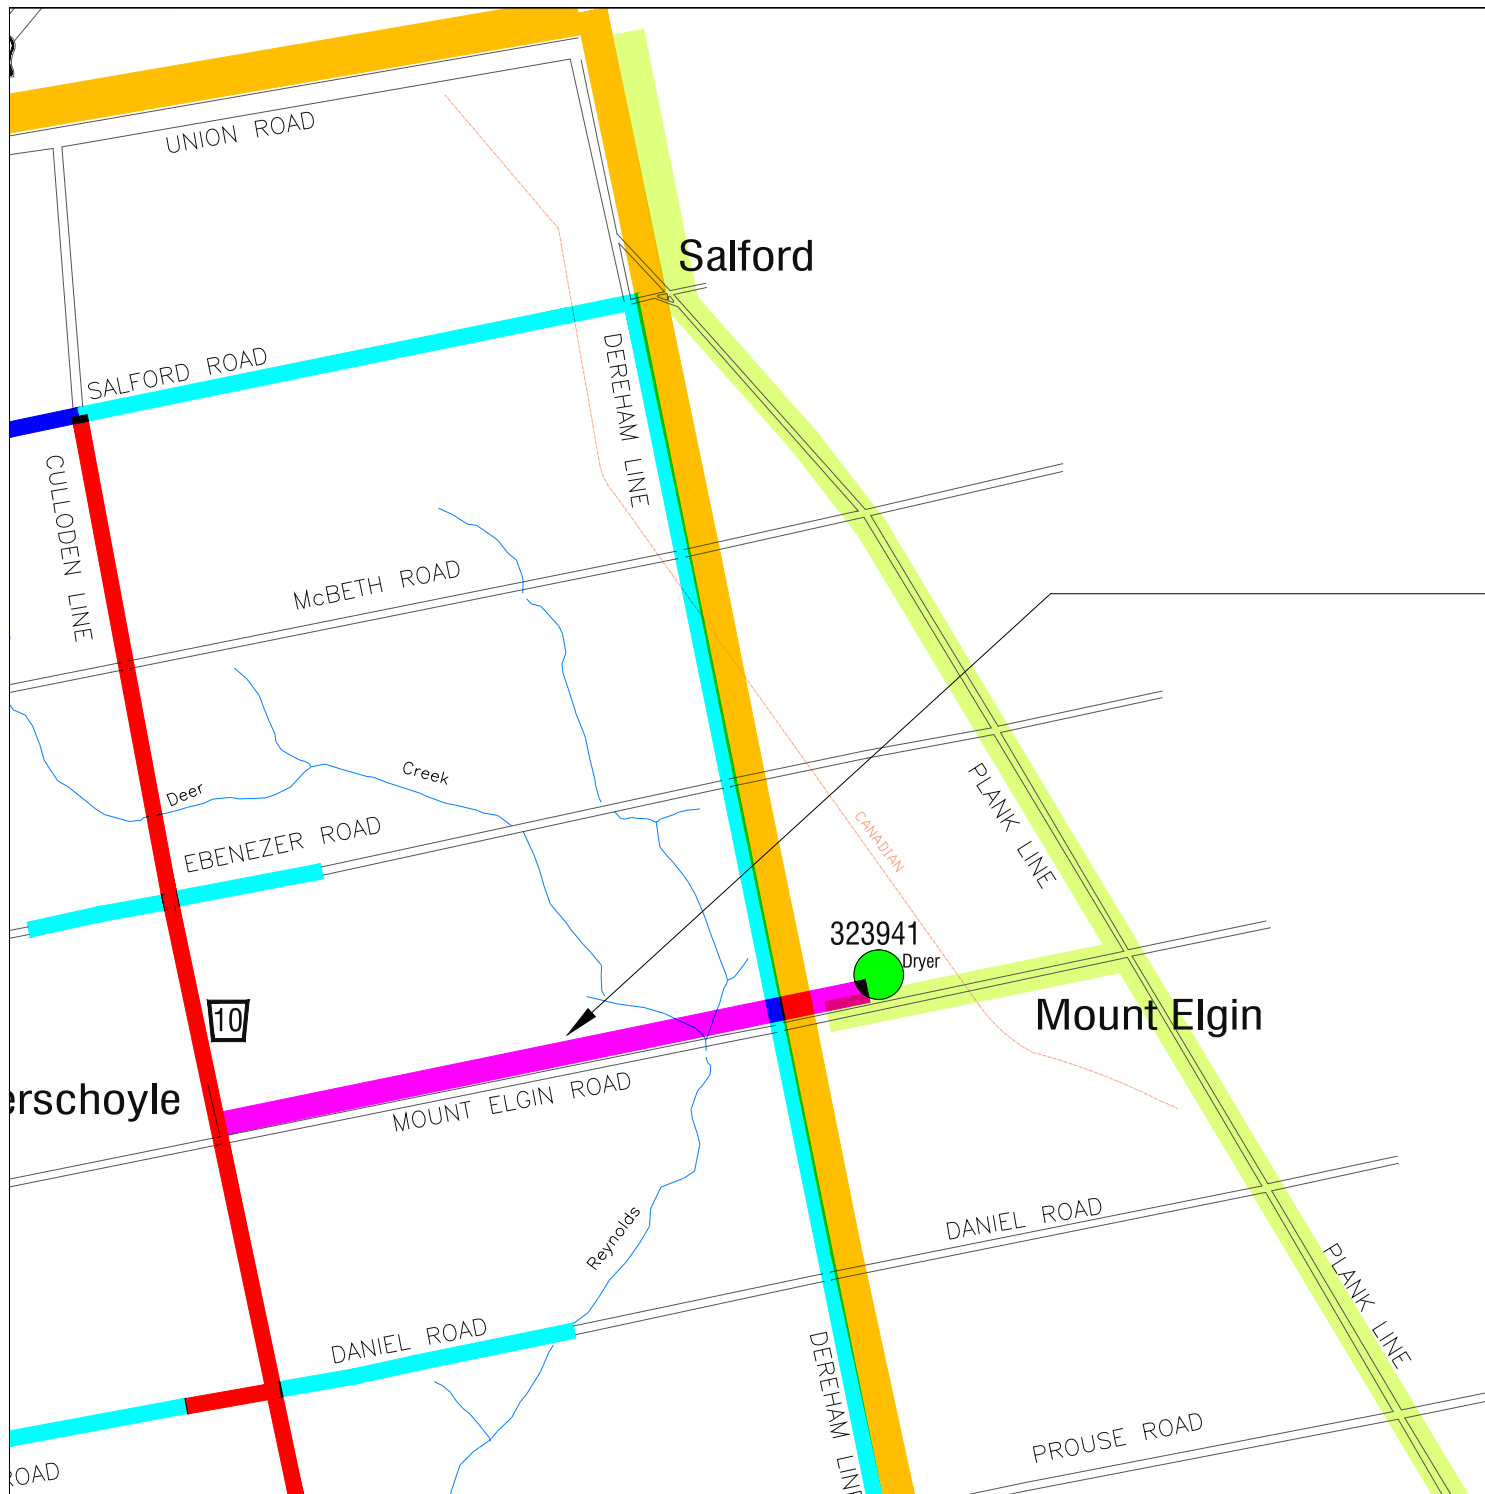 UNION ROAD
Salford
SALFORD ROAD
DEREHAM LINE
CULLODEN LINE
McBETH ROAD
Deer
Creek
EBENEZER ROAD
PLANK LINE
CANADIAN
323941
Dryer
10
Mount Elgin
erschoyle
MOUNT ELGIN ROAD
Reynolds
DANIEL ROAD
DANIEL ROAD
PLANK LINE
DEREHAM LINE
PROUSE ROAD
ROAD